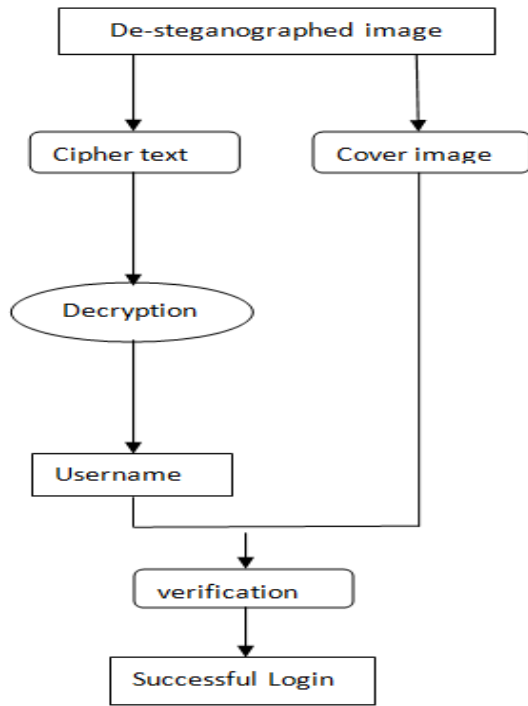 De-steganographed image
Cipher text
Cover image
Decryption
Username
verification
Successful Login